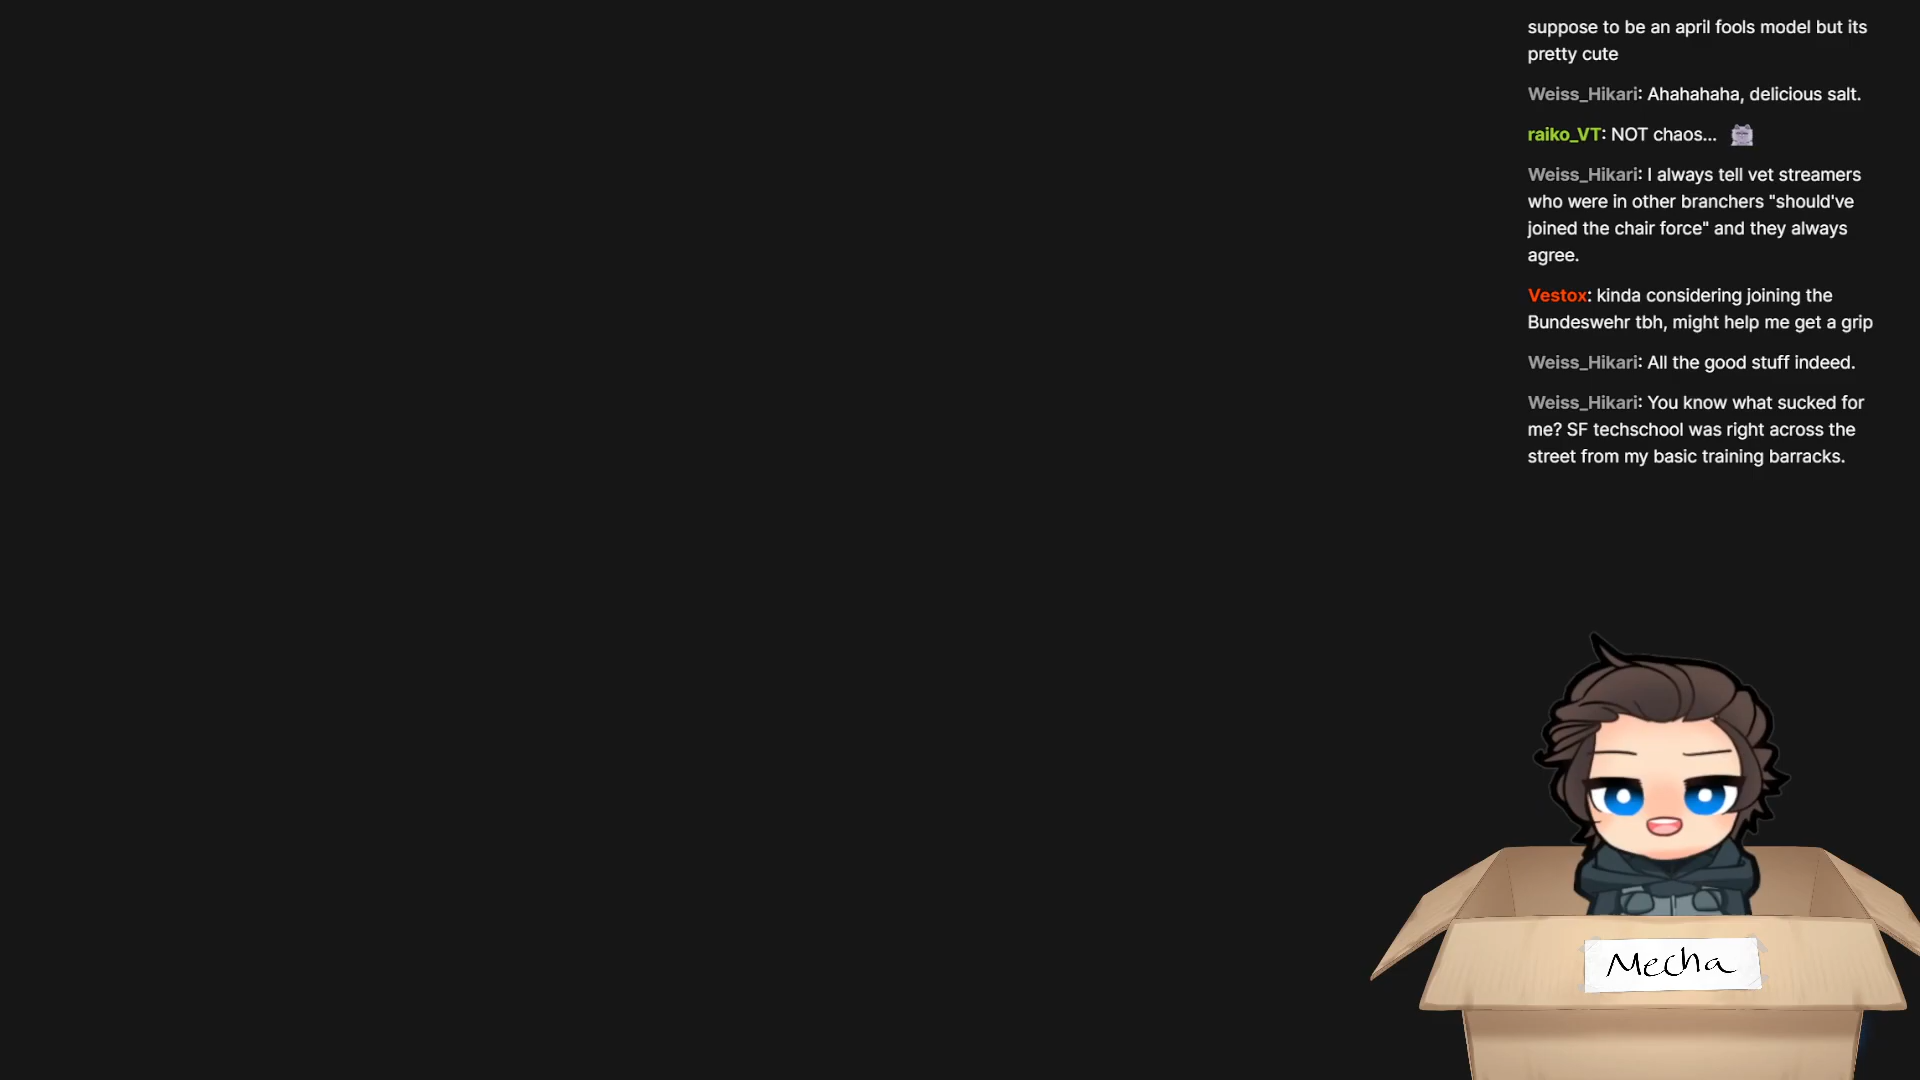 suppose to be an april fools model but its
pretty cute
Weiss_Hikari: Ahahahaha, delicious salt.
raiko_VT: NOT chaos...
Weiss_Hikari: I always tell vet streamers
who were in other branchers "should've
joined the chair force" and they always
agree.
Vestox: kinda considering joining the
Bundeswehr tbh, might help me get a grip
Weiss_Hikari: All the good stuff indeed.
Weiss_Hikari: You know what sucked for
me? SF techschool was right across the
street from my basic training barracks.
Mecha